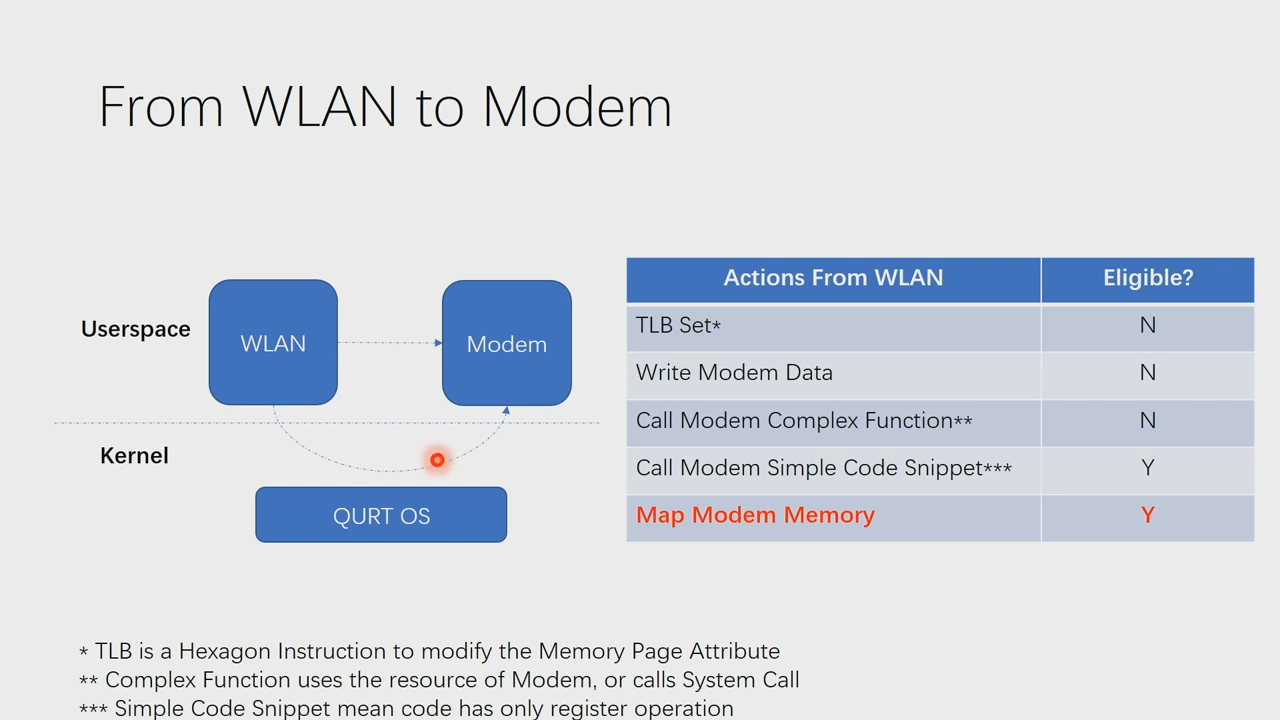 From WLAN to Modem
Userspace
WLAN
Modem
Kernel
QURT OS
Actions From WLAN Eligible?
TLB Set* N
Write Modem Data N
Call Modem Complex Function** N
Call Modem Simple Code Snippet*** Y
Map Modem Memory Y
* TLB is a Hexagon Instruction to modify the Memory Page Attribute
** Complex Function uses the resource of Modem, or calls System Call
*** Simple Code Snippet mean code has only register operation